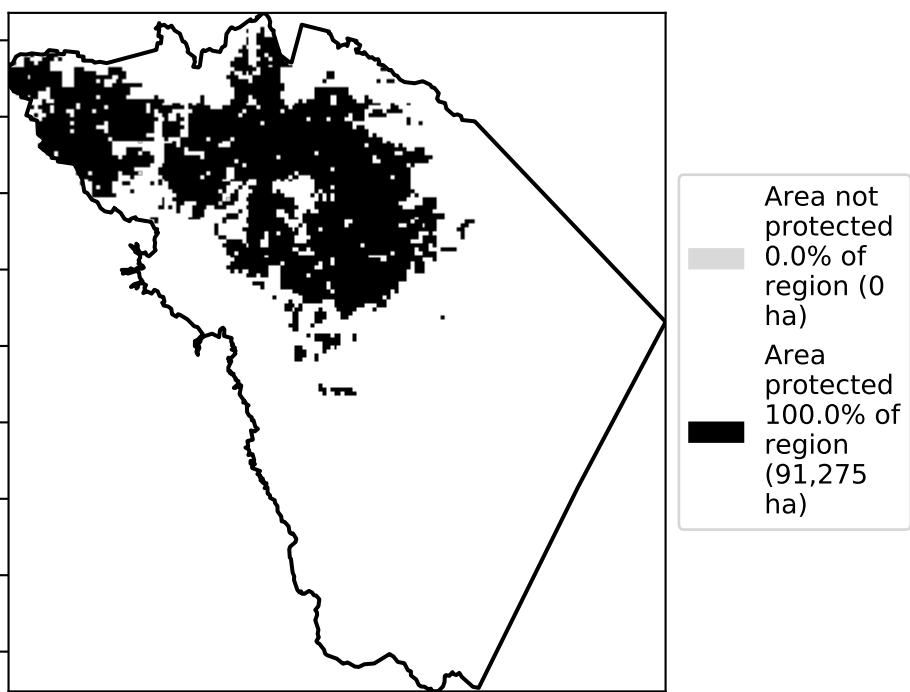 Area not
protected
0.0% of
region (0
ha)
Area
protected
100.0% of
region
(91,275
ha)